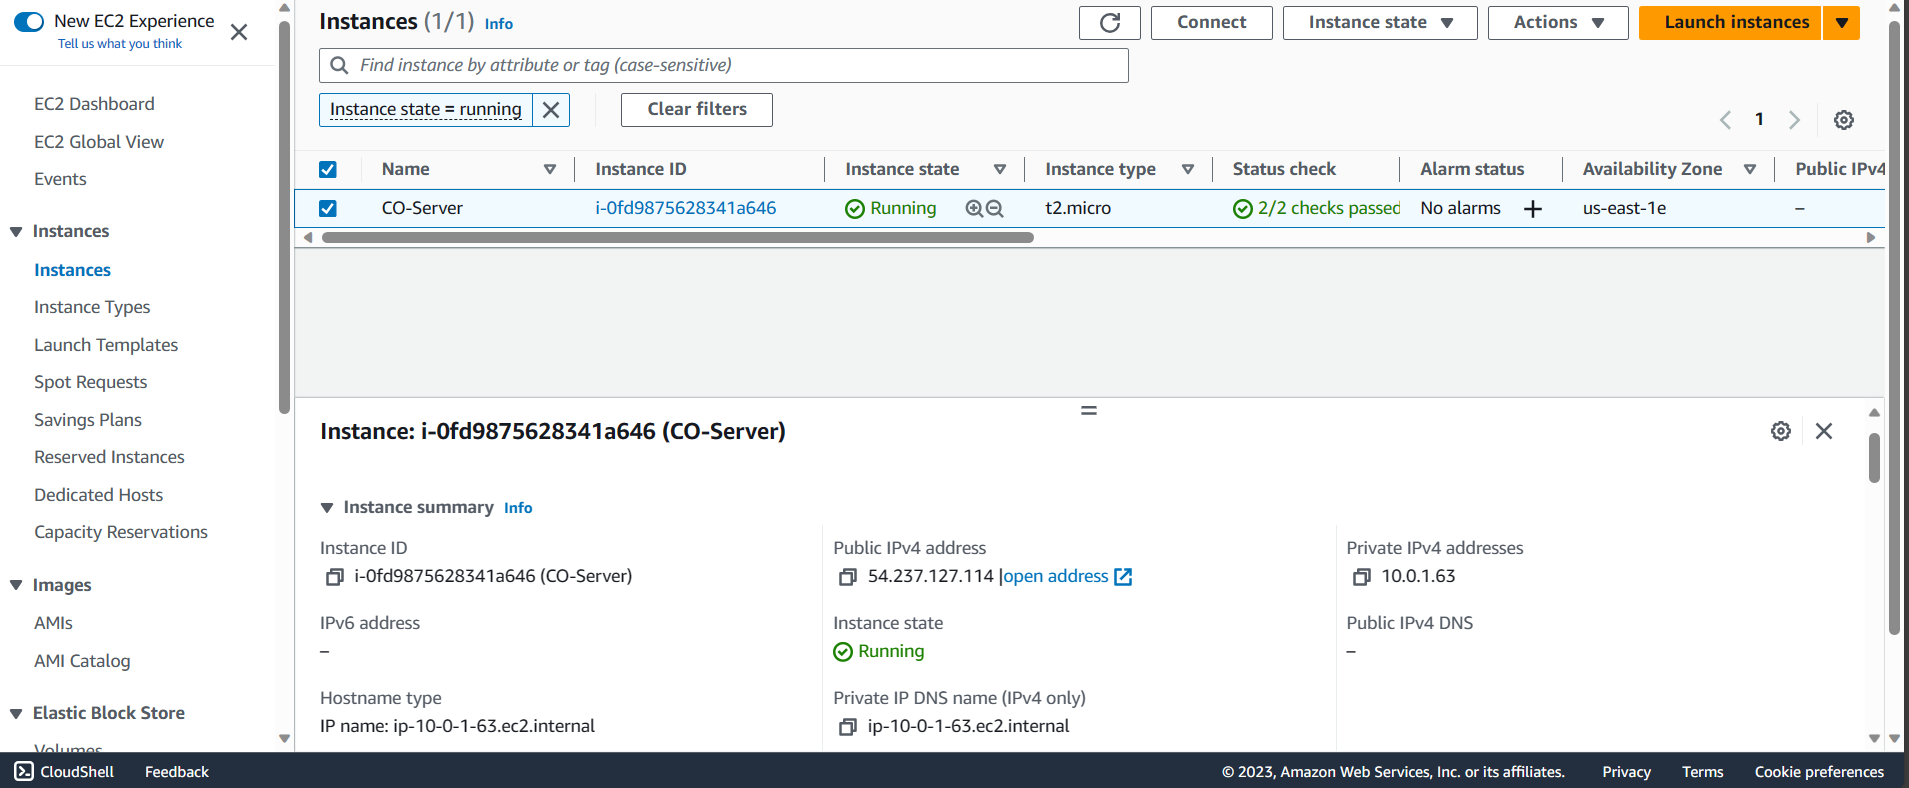 New EC2 Experience
Tell us what you think
EC2 Dashboard
EC2 Global View
Events
Instances
Instances
Instance Types
Launch Templates
Spot Requests
Savings Plans
Reserved Instances
Dedicated Hosts
Capacity Reservations
Images
AMIs
AMI Catalog
Elastic Block Store
Volumes
Instances (1/1) Info
Connect
Instance state
Actions
Launch instances
Find instance by attribute or tag (case-sensitive)
Instance state = running
Clear filters
1
Name Instance ID Instance state Instance type Status check Alarm status Availability Zone Public IPv4
CO-Server i-0fd9875628341a646 Running t2.micro 2/2 checks passed No alarms + us-east-1e –
Instance: i-0fd9875628341a646 (CO-Server)
Instance summary Info
Instance ID
i-0fd9875628341a646 (CO-Server)
Public IPv4 address
54.237.127.114 |open address
Private IPv4 addresses
10.0.1.63
IPv6 address
–
Instance state
Running
Public IPv4 DNS
–
Hostname type
IP name: ip-10-0-1-63.ec2.internal
Private IP DNS name (IPv4 only)
ip-10-0-1-63.ec2.internal
CloudShell Feedback © 2023, Amazon Web Services, Inc. or its affiliates. Privacy Terms Cookie preferences